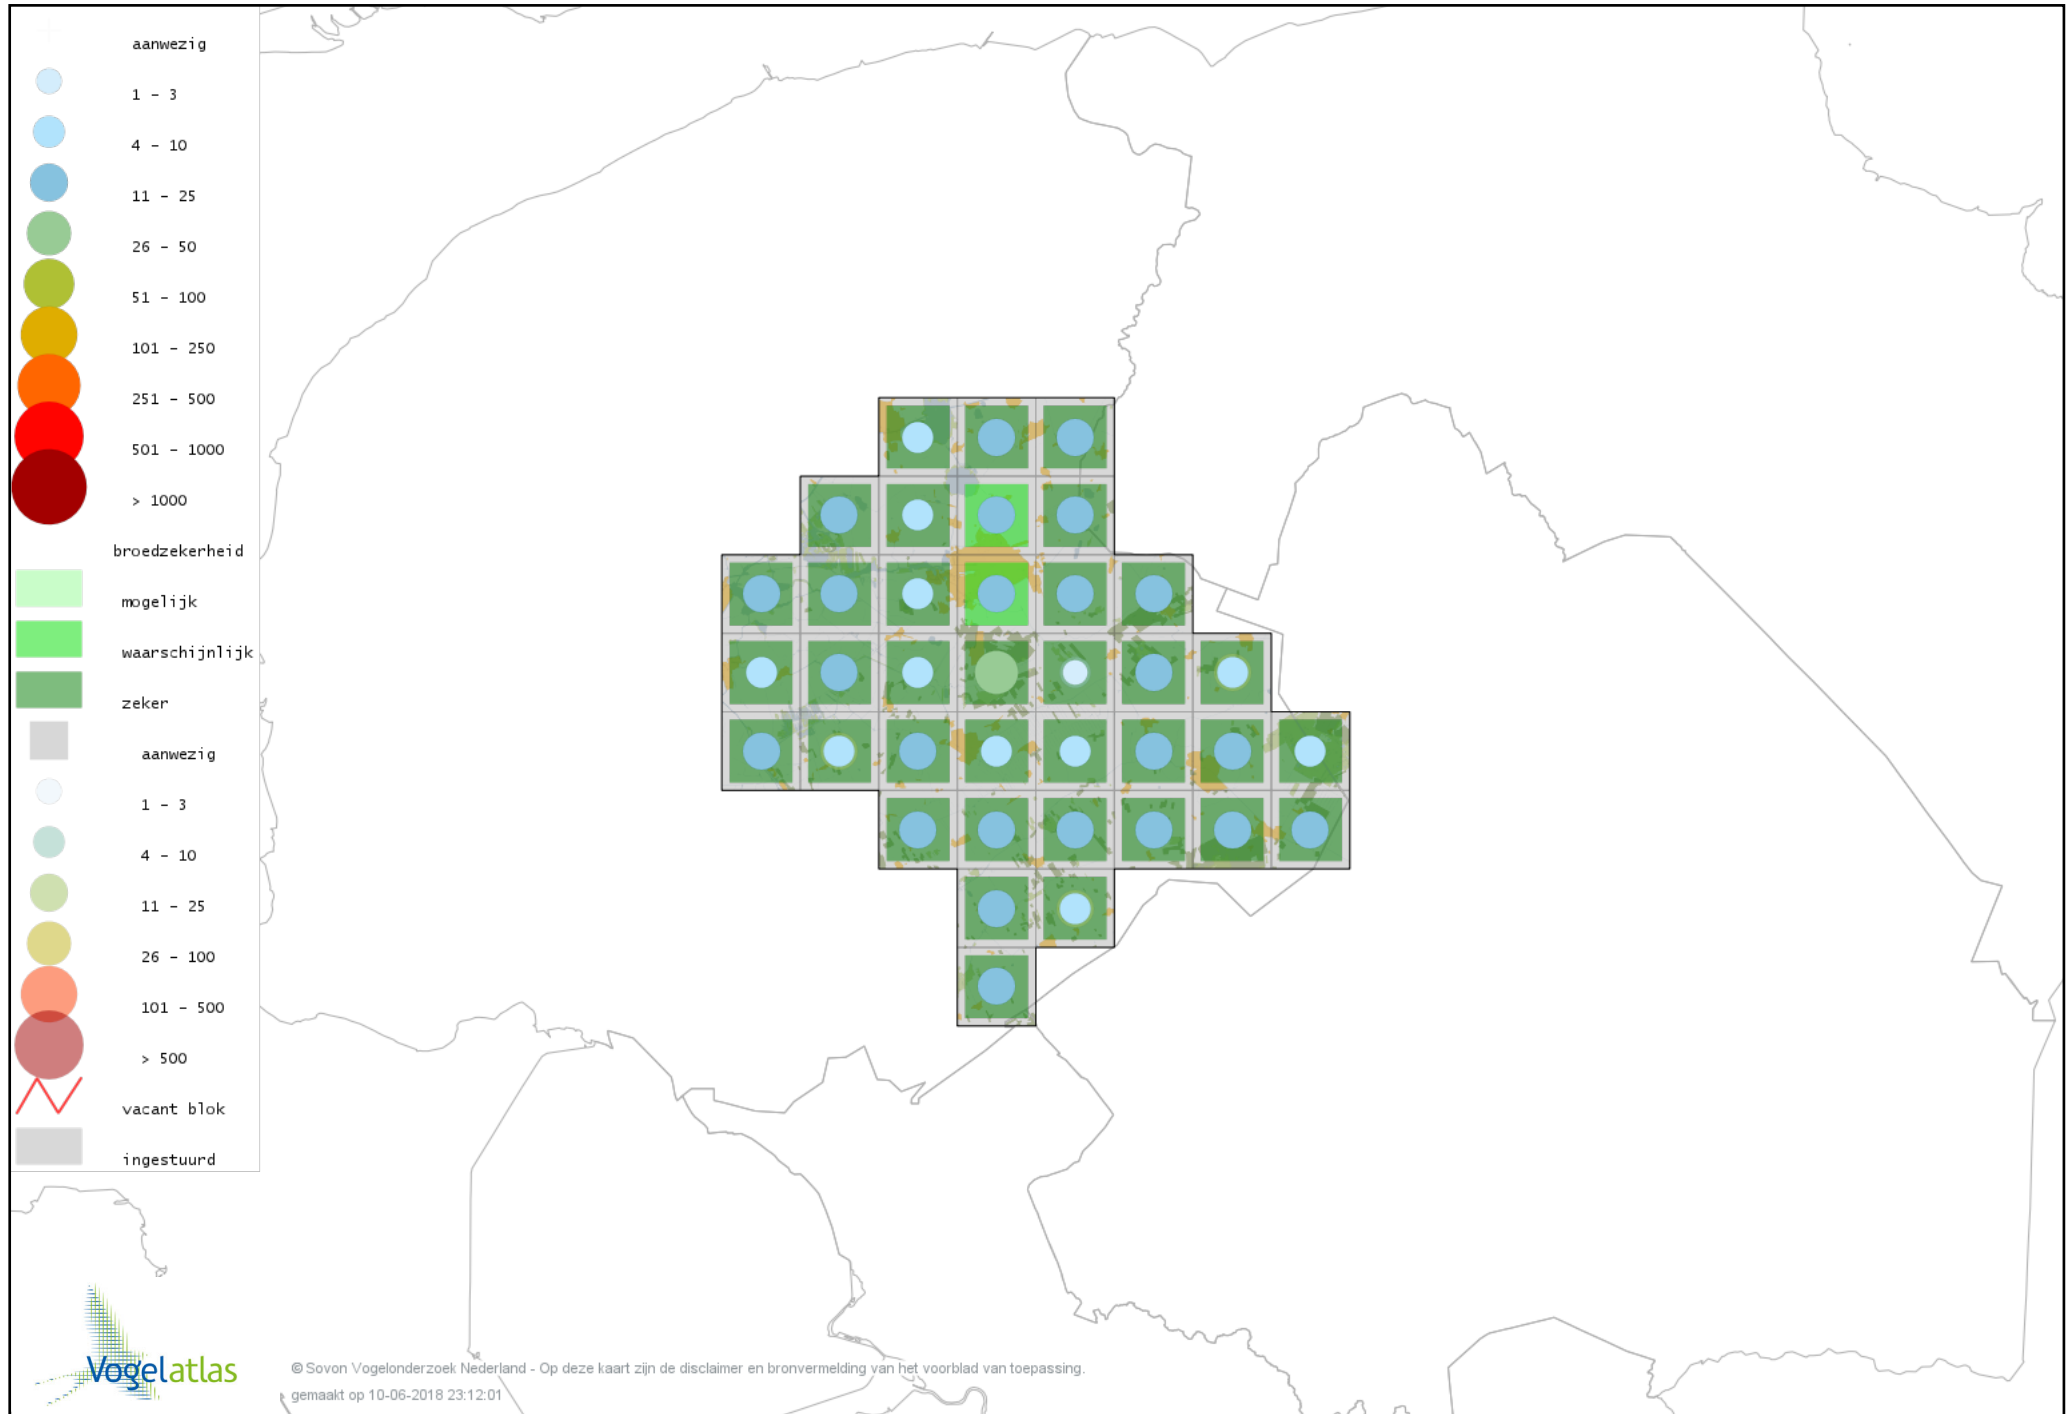 aanwezig
1 - 3
4 - 10
11 - 25
26 - 50
51 - 100
101 - 250
251 - 500
501 - 1000
> 1000
broedzekerheid
mogelijk
waarschijnlijk
zeker
aanwezig
1 - 3
4 - 10
11 - 25
26 - 100
101 - 500
> 500
vacant blok
ingestuurd
Vogelatlas
© Sovon Vogelonderzoek Nederland - Op deze kaart zijn de disclaimer en bronvermelding van het voorblad van toepassing.
gemaakt op 10-06-2018 23:12:01